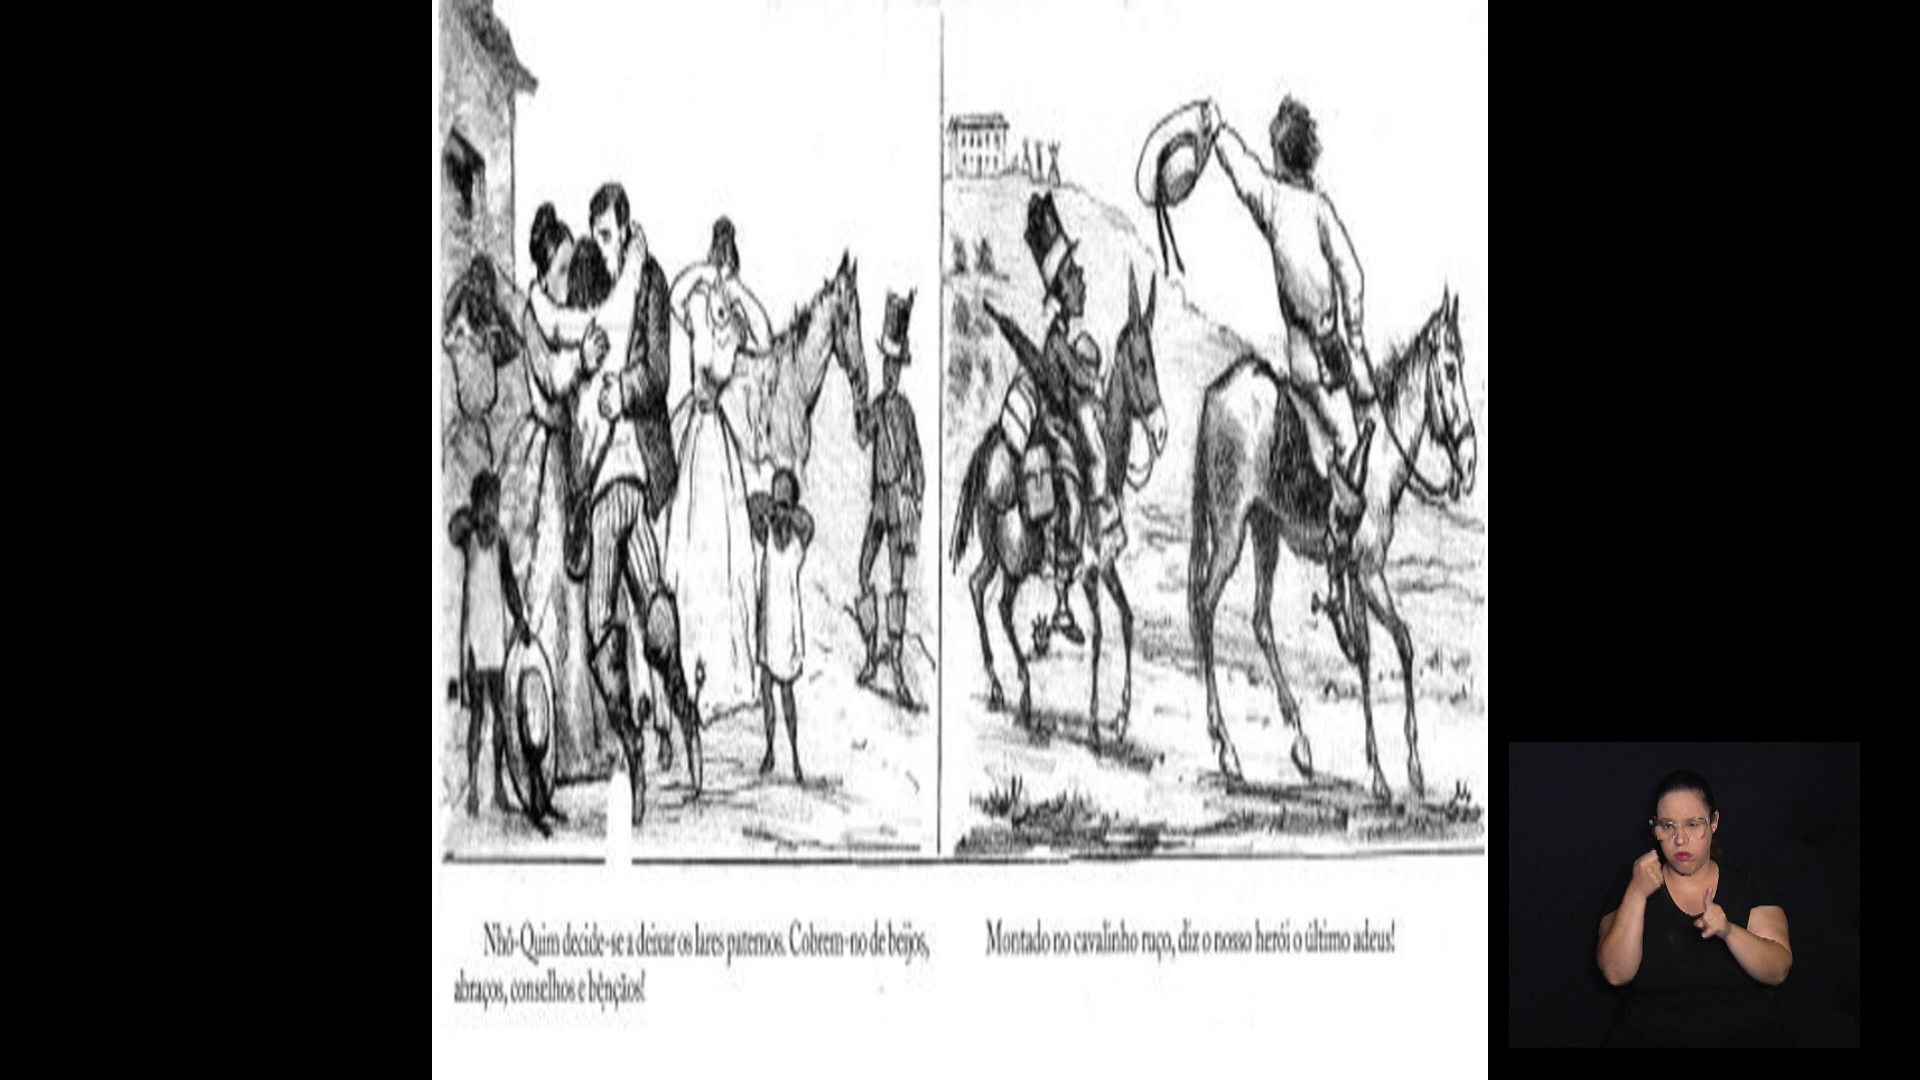 Nhô-Quim decide-se a deixar os lares paternos. Cobrem-no de beijos,
abraços, conselhos e bênçãos!
Montado no cavalinho ruço, diz o nosso herói o último adeus!